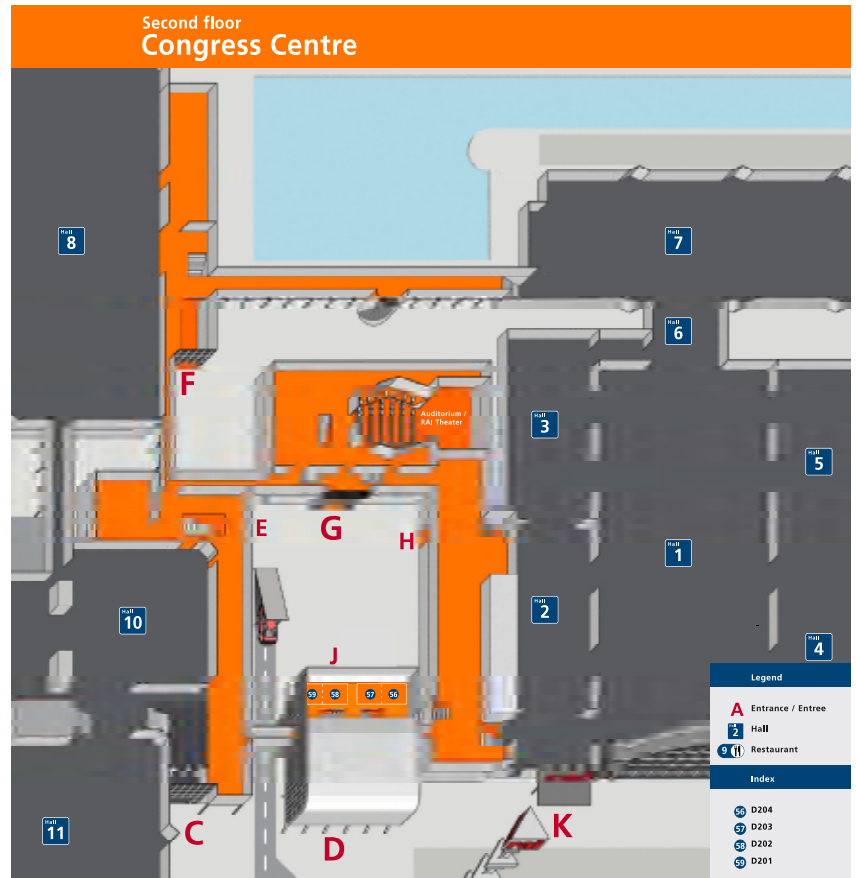 Second floor
Congress Centre
Hall
8
Hall
7
Hall
6
F
Auditorium /
RAI Theater
Hall
3
Hall
5
E
G
H
Hall
1
Hall
10
Hall
2
Hall
4
J
59
58
57
56
Hall
11
C
D
K
Legend
A Entrance / Entree
Hall
2
Hall
9 Restaurant
Index
56 D204
57 D203
58 D202
59 D201